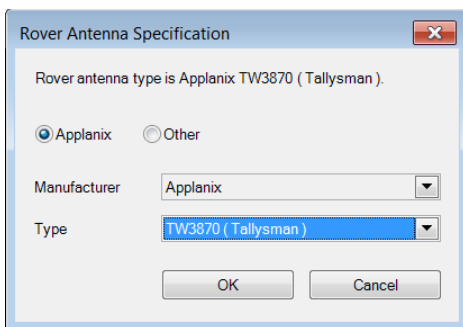 Rover Antenna Specification
Rover antenna type is Applanix TW3870 ( Tallysman ).
Applanix Other
Manufacturer Applanix
Type TW3870 ( Tallysman )
OK Cancel